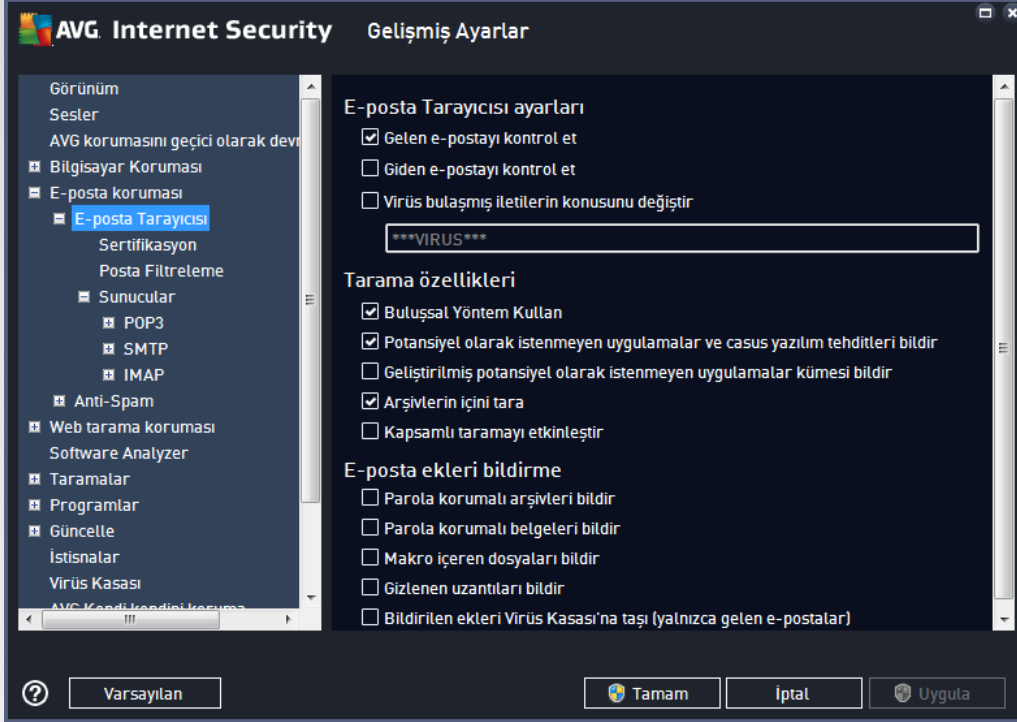 AVG Internet Security Gelişmiş Ayarlar
Görünüm
Sesler
AVG korumasını geçici olarak devr
Bilgisayar Koruması
E-posta koruması
E-posta Tarayıcısı
Sertifikasyon
Posta Filtreleme
Sunucular
POP3
SMTP
IMAP
Anti-Spam
Web tarama koruması
Software Analyzer
Taramalar
Programlar
Güncelle
İstisnalar
Virüs Kasası
AVG Kendi kendini koruma
E-posta Tarayıcısı ayarları
Gelen e-postayı kontrol et
Giden e-postayı kontrol et
Virüs bulaşmış iletilerin konusunu değiştir
***VIRUS***
Tarama özellikleri
Buluşsal Yöntem Kullan
Potansiyel olarak istenmeyen uygulamalar ve casus yazılım tehditleri bildir
Geliştirilmiş potansiyel olarak istenmeyen uygulamalar kümesi bildir
Arşivlerin içini tara
Kapsamlı taramayı etkinleştir
E-posta ekleri bildirme
Parola korumalı arşivleri bildir
Parola korumalı belgeleri bildir
Makro içeren dosyaları bildir
Gizlenen uzantıları bildir
Bildirilen ekleri Virüs Kasası'na taşı (yalnızca gelen e-postalar)
Varsayılan
Tamam
İptal
Uygula